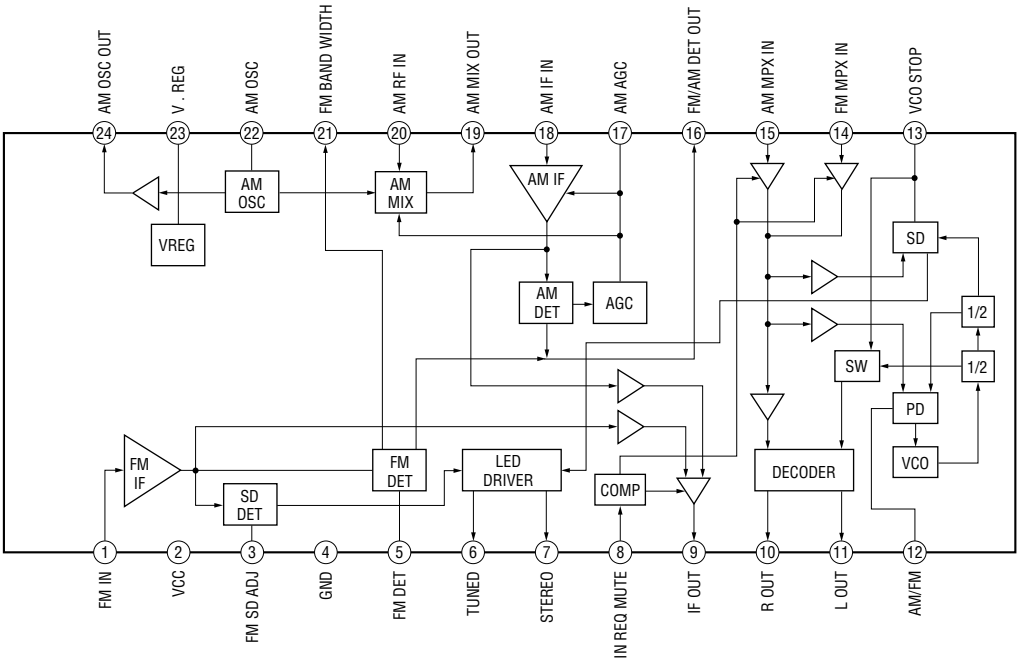 AM OSC OUT
V . REG
AM OSC
FM BAND WIDTH
AM RF IN
AM MIX OUT
AM IF IN
AM AGC
FM/AM DET OUT
AM MPX IN
FM MPX IN
VCO STOP
24
23
22
21
20
19
18
17
16
15
14
13
AM
OSC
AM
MIX
AM IF
VREG
SD
AM
DET
AGC
1/2
SW
1/2
PD
FM
IF
FM
DET
LED
DRIVER
DECODER
VCO
SD
DET
COMP
1
2
3
4
5
6
7
8
9
10
11
12
FM IN
VCC
FM SD ADJ
GND
FM DET
TUNED
STEREO
IN REQ MUTE
IF OUT
R OUT
L OUT
AM/FM